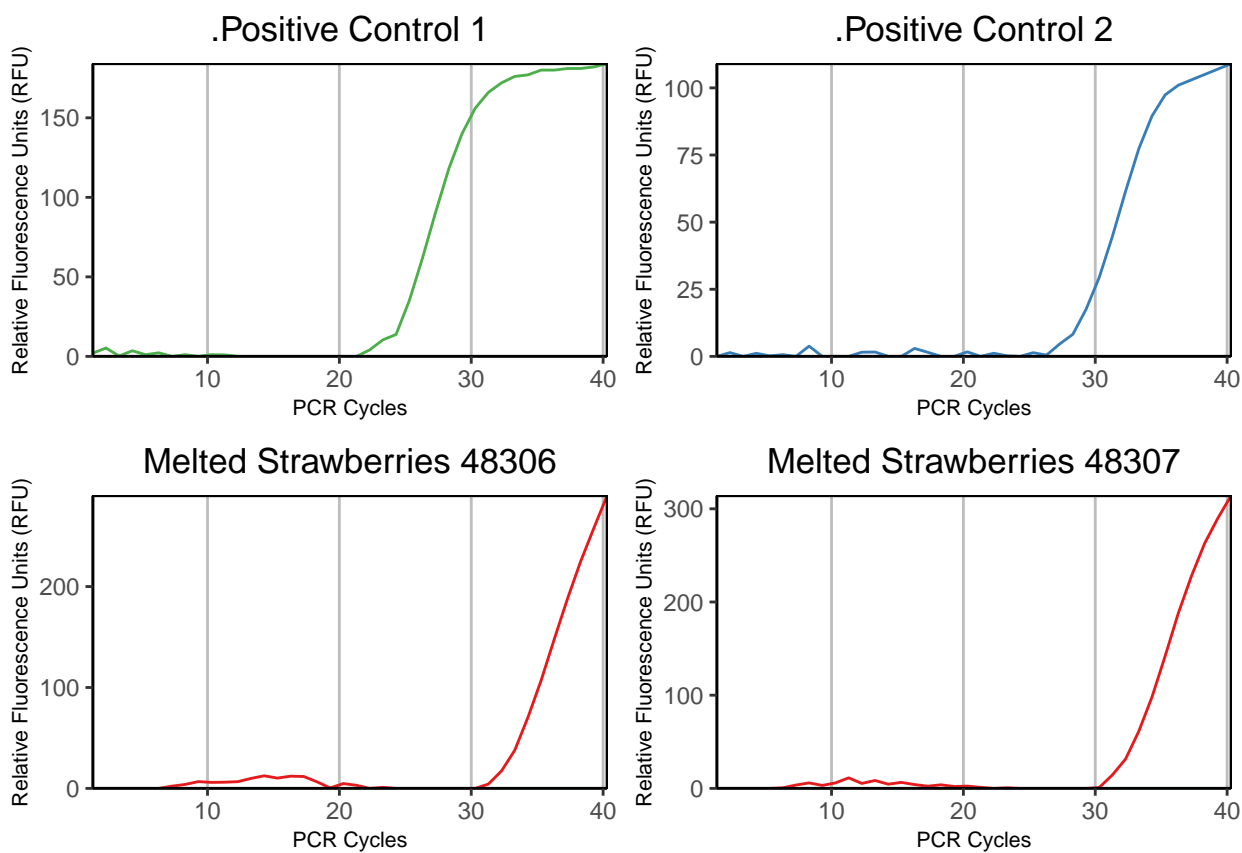 .Positive Control 1
Relative Fluorescence Units (RFU)
150
100
50
0
10 20 30 40
PCR Cycles
.Positive Control 2
Relative Fluorescence Units (RFU)
100
75
50
25
0
10 20 30 40
PCR Cycles
Melted Strawberries 48306
Relative Fluorescence Units (RFU)
200
100
0
10 20 30 40
PCR Cycles
Melted Strawberries 48307
Relative Fluorescence Units (RFU)
300
200
100
0
10 20 30 40
PCR Cycles